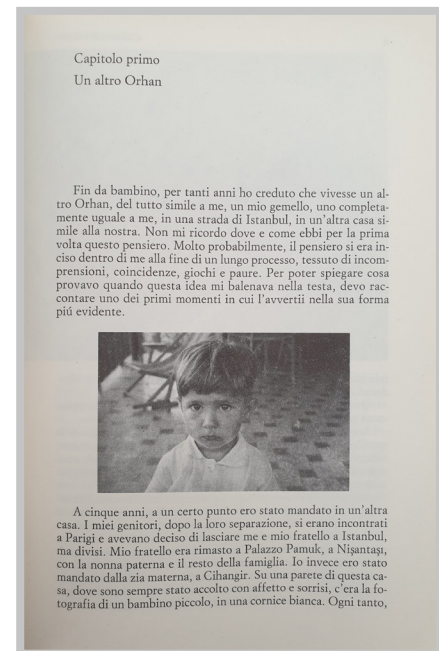 Capitolo primo
Un altro Orhan
Fin da bambino, per tanti anni ho creduto che vivesse un al-
tro Orhan, del tutto simile a me, un mio gemello, uno completa-
mente uguale a me, in una strada di Istanbul, in un'altra casa si-
mile alla nostra. Non mi ricordo dove e come ebbi per la prima
volta questo pensiero. Molto probabilmente, il pensiero si era in-
ciso dentro di me alla fine di un lungo processo, tessuto di incom-
prensioni, coincidenze, giochi e paure. Per poter spiegare cosa
provavo quando questa idea mi balenava nella testa, devo rac-
contare uno dei primi momenti in cui l'avvertii nella sua forma
piú evidente.
A cinque anni, a un certo punto ero stato mandato in un'altra
casa. I miei genitori, dopo la loro separazione, si erano incontrati
a Parigi e avevano deciso di lasciare me e mio fratello a Istanbul,
ma divisi. Mio fratello era rimasto a Palazzo Pamuk, a Nişantaşı,
con la nonna paterna e il resto della famiglia. Io invece ero stato
mandato dalla zia materna, a Cihangir. Su una parete di questa ca-
sa, dove sono sempre stato accolto con affetto e sorrisi, c'era la fo-
tografia di un bambino piccolo, in una cornice bianca. Ogni tanto,